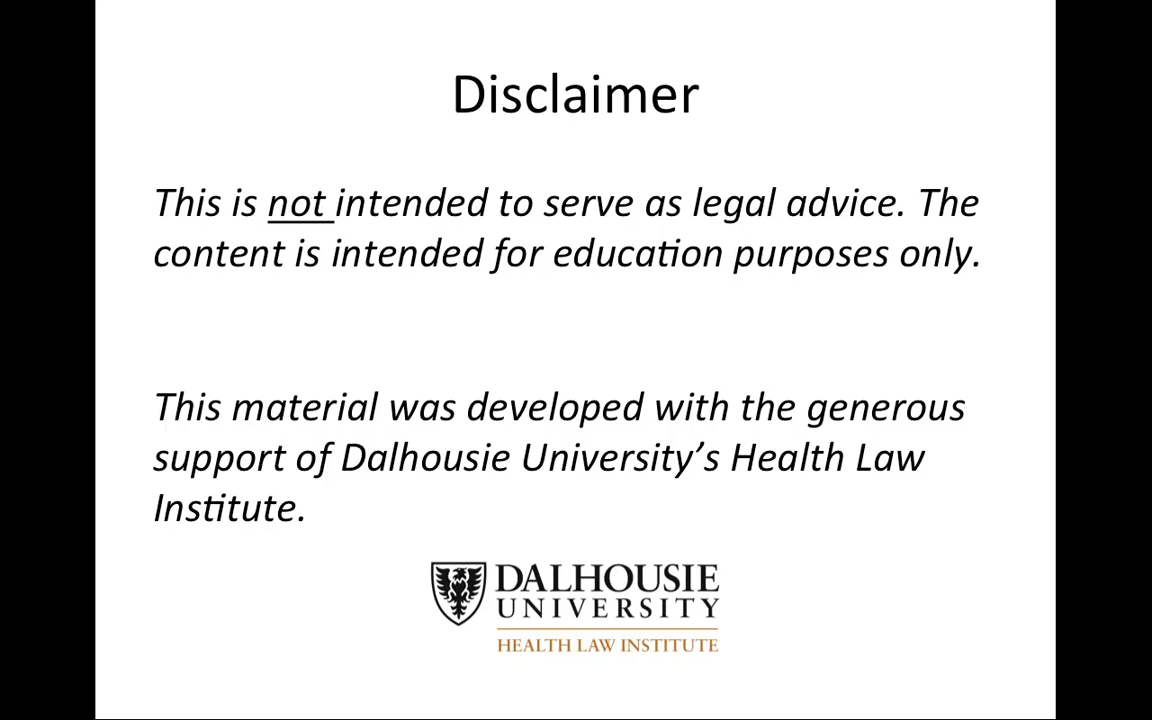 Disclaimer
This is not intended to serve as legal advice. The
content is intended for education purposes only.
This material was developed with the generous
support of Dalhousie University’s Health Law
Institute.
DALHOUSIE
UNIVERSITY
HEALTH LAW INSTITUTE